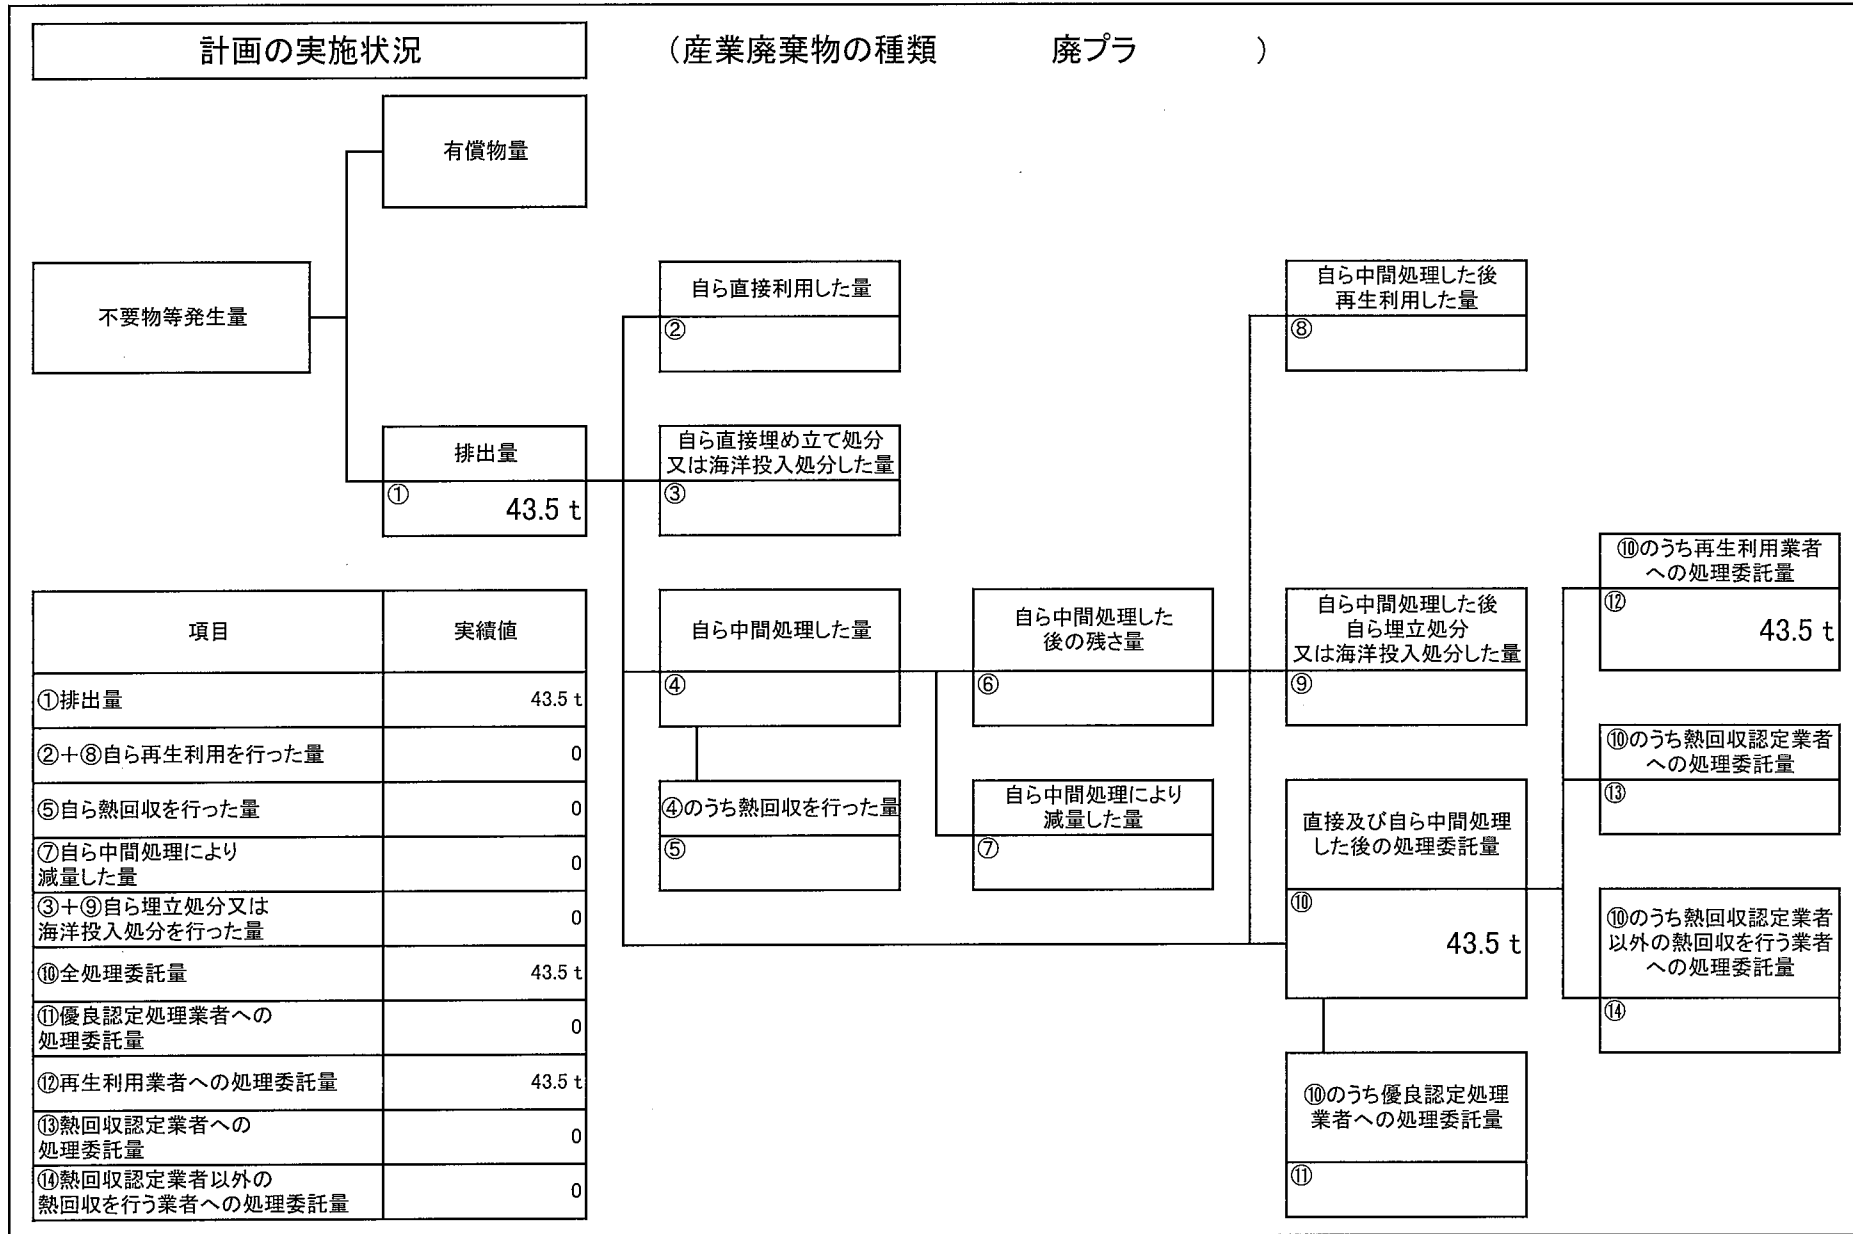 計画の実施状況
（産業廃棄物の種類　廃プラ　）
有償物量
不要物等発生量
自ら直接利用した量
②
自ら中間処理した後
再生利用した量
⑧
排出量
①
43.5 t
自ら直接埋め立て処分
又は海洋投入処分した量
③
⑩のうち再生利用業者
への処理委託量
⑫
43.5 t
自ら中間処理した量
④
自ら中間処理した
後の残さ量
⑥
自ら中間処理した後
自ら埋立処分
又は海洋投入処分した量
⑨
⑩のうち熱回収認定業者
への処理委託量
⑬
④のうち熱回収を行った量
⑤
自ら中間処理により
減量した量
⑦
直接及び自ら中間処理
した後の処理委託量
⑩
43.5 t
⑩のうち熱回収認定業者
以外の熱回収を行う業者
への処理委託量
⑭
⑩のうち優良認定処理
業者への処理委託量
⑪
項目 実績値
①排出量 43.5 t
②＋⑧自ら再生利用を行った量 0
⑤自ら熱回収を行った量 0
⑦自ら中間処理により
減量した量 0
③＋⑨自ら埋立処分又は
海洋投入処分を行った量 0
⑩全処理委託量 43.5 t
⑪優良認定処理業者への
処理委託量 0
⑫再生利用業者への処理委託量 43.5 t
⑬熱回収認定業者への
処理委託量 0
⑭熱回収認定業者以外の
熱回収を行う業者への処理委託量 0